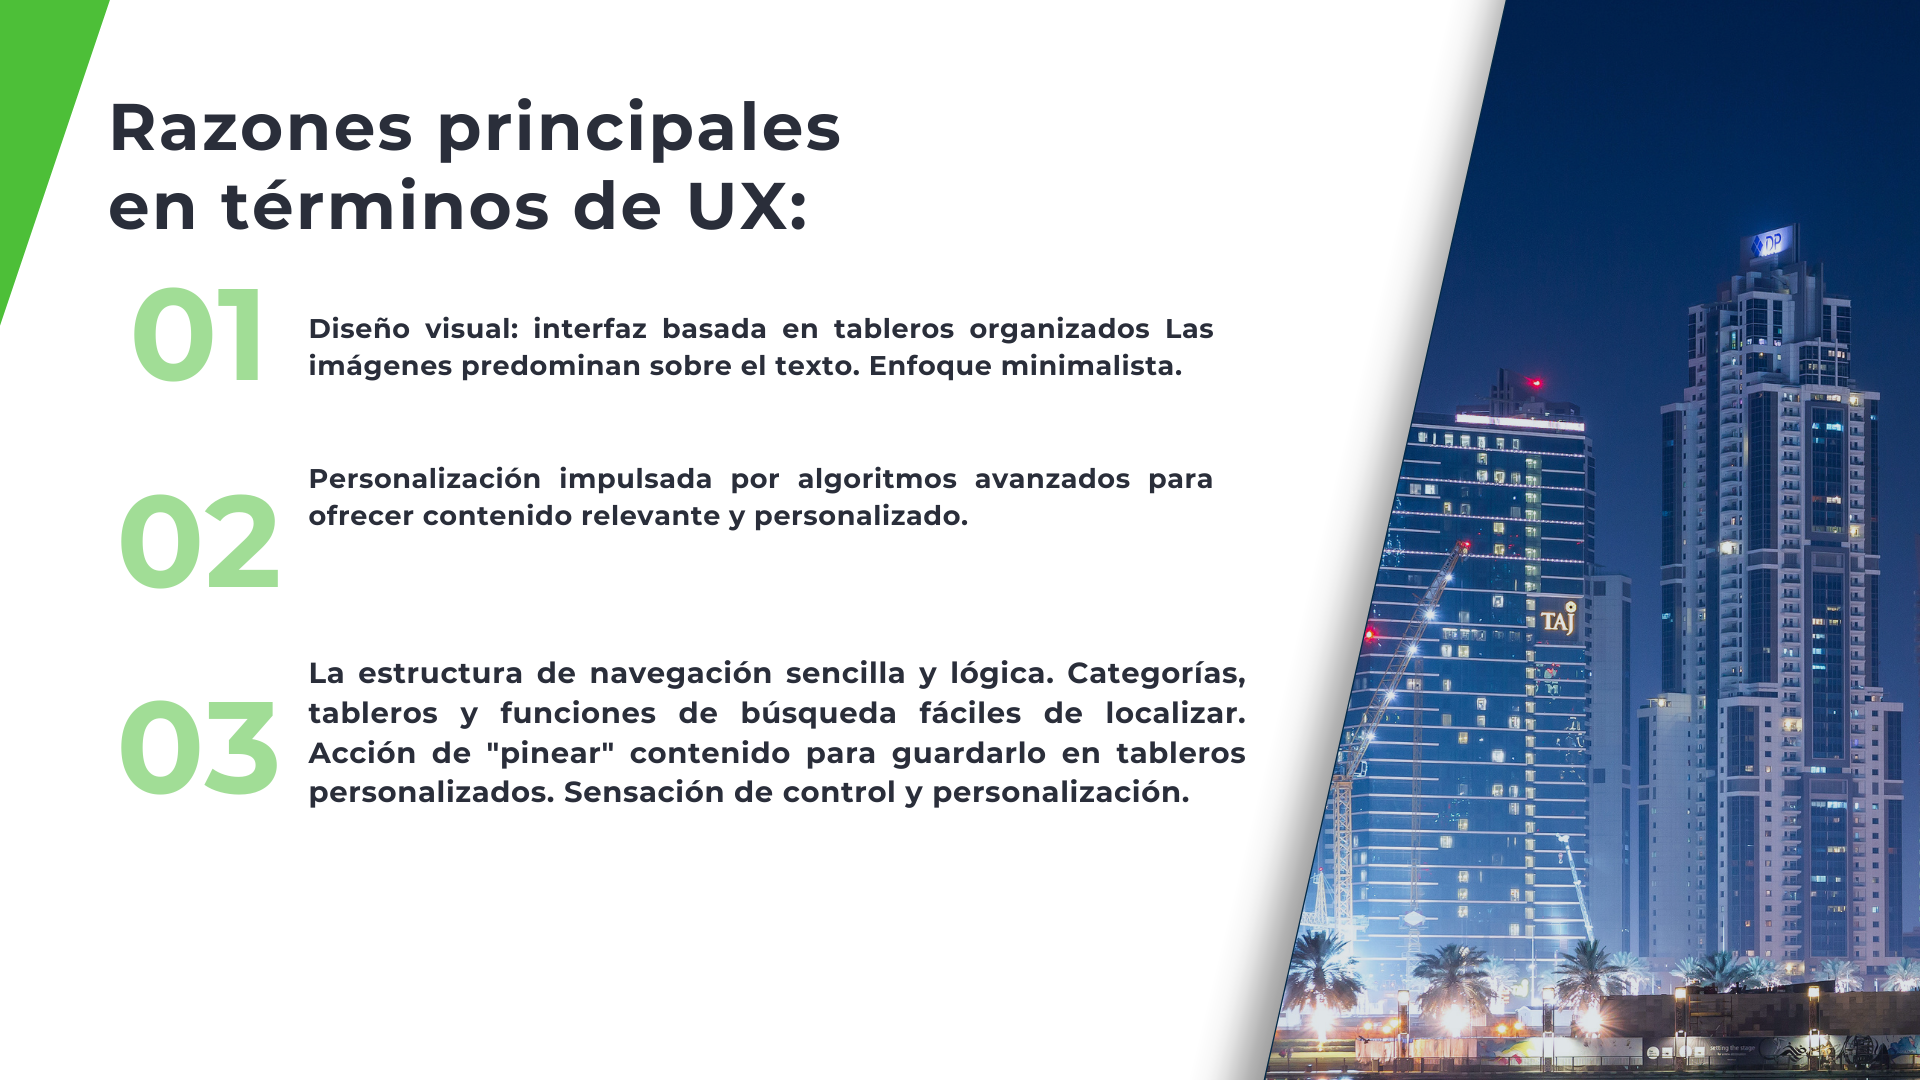 Razones principales
en términos de UX:
01
Diseño visual: interfaz basada en tableros organizados Las
imágenes predominan sobre el texto. Enfoque minimalista.
02
Personalización impulsada por algoritmos avanzados para
ofrecer contenido relevante y personalizado.
03
La estructura de navegación sencilla y lógica. Categorías,
tableros y funciones de búsqueda fáciles de localizar.
Acción de "pinear" contenido para guardarlo en tableros
personalizados. Sensación de control y personalización.
DP
TAJ
setting the stage